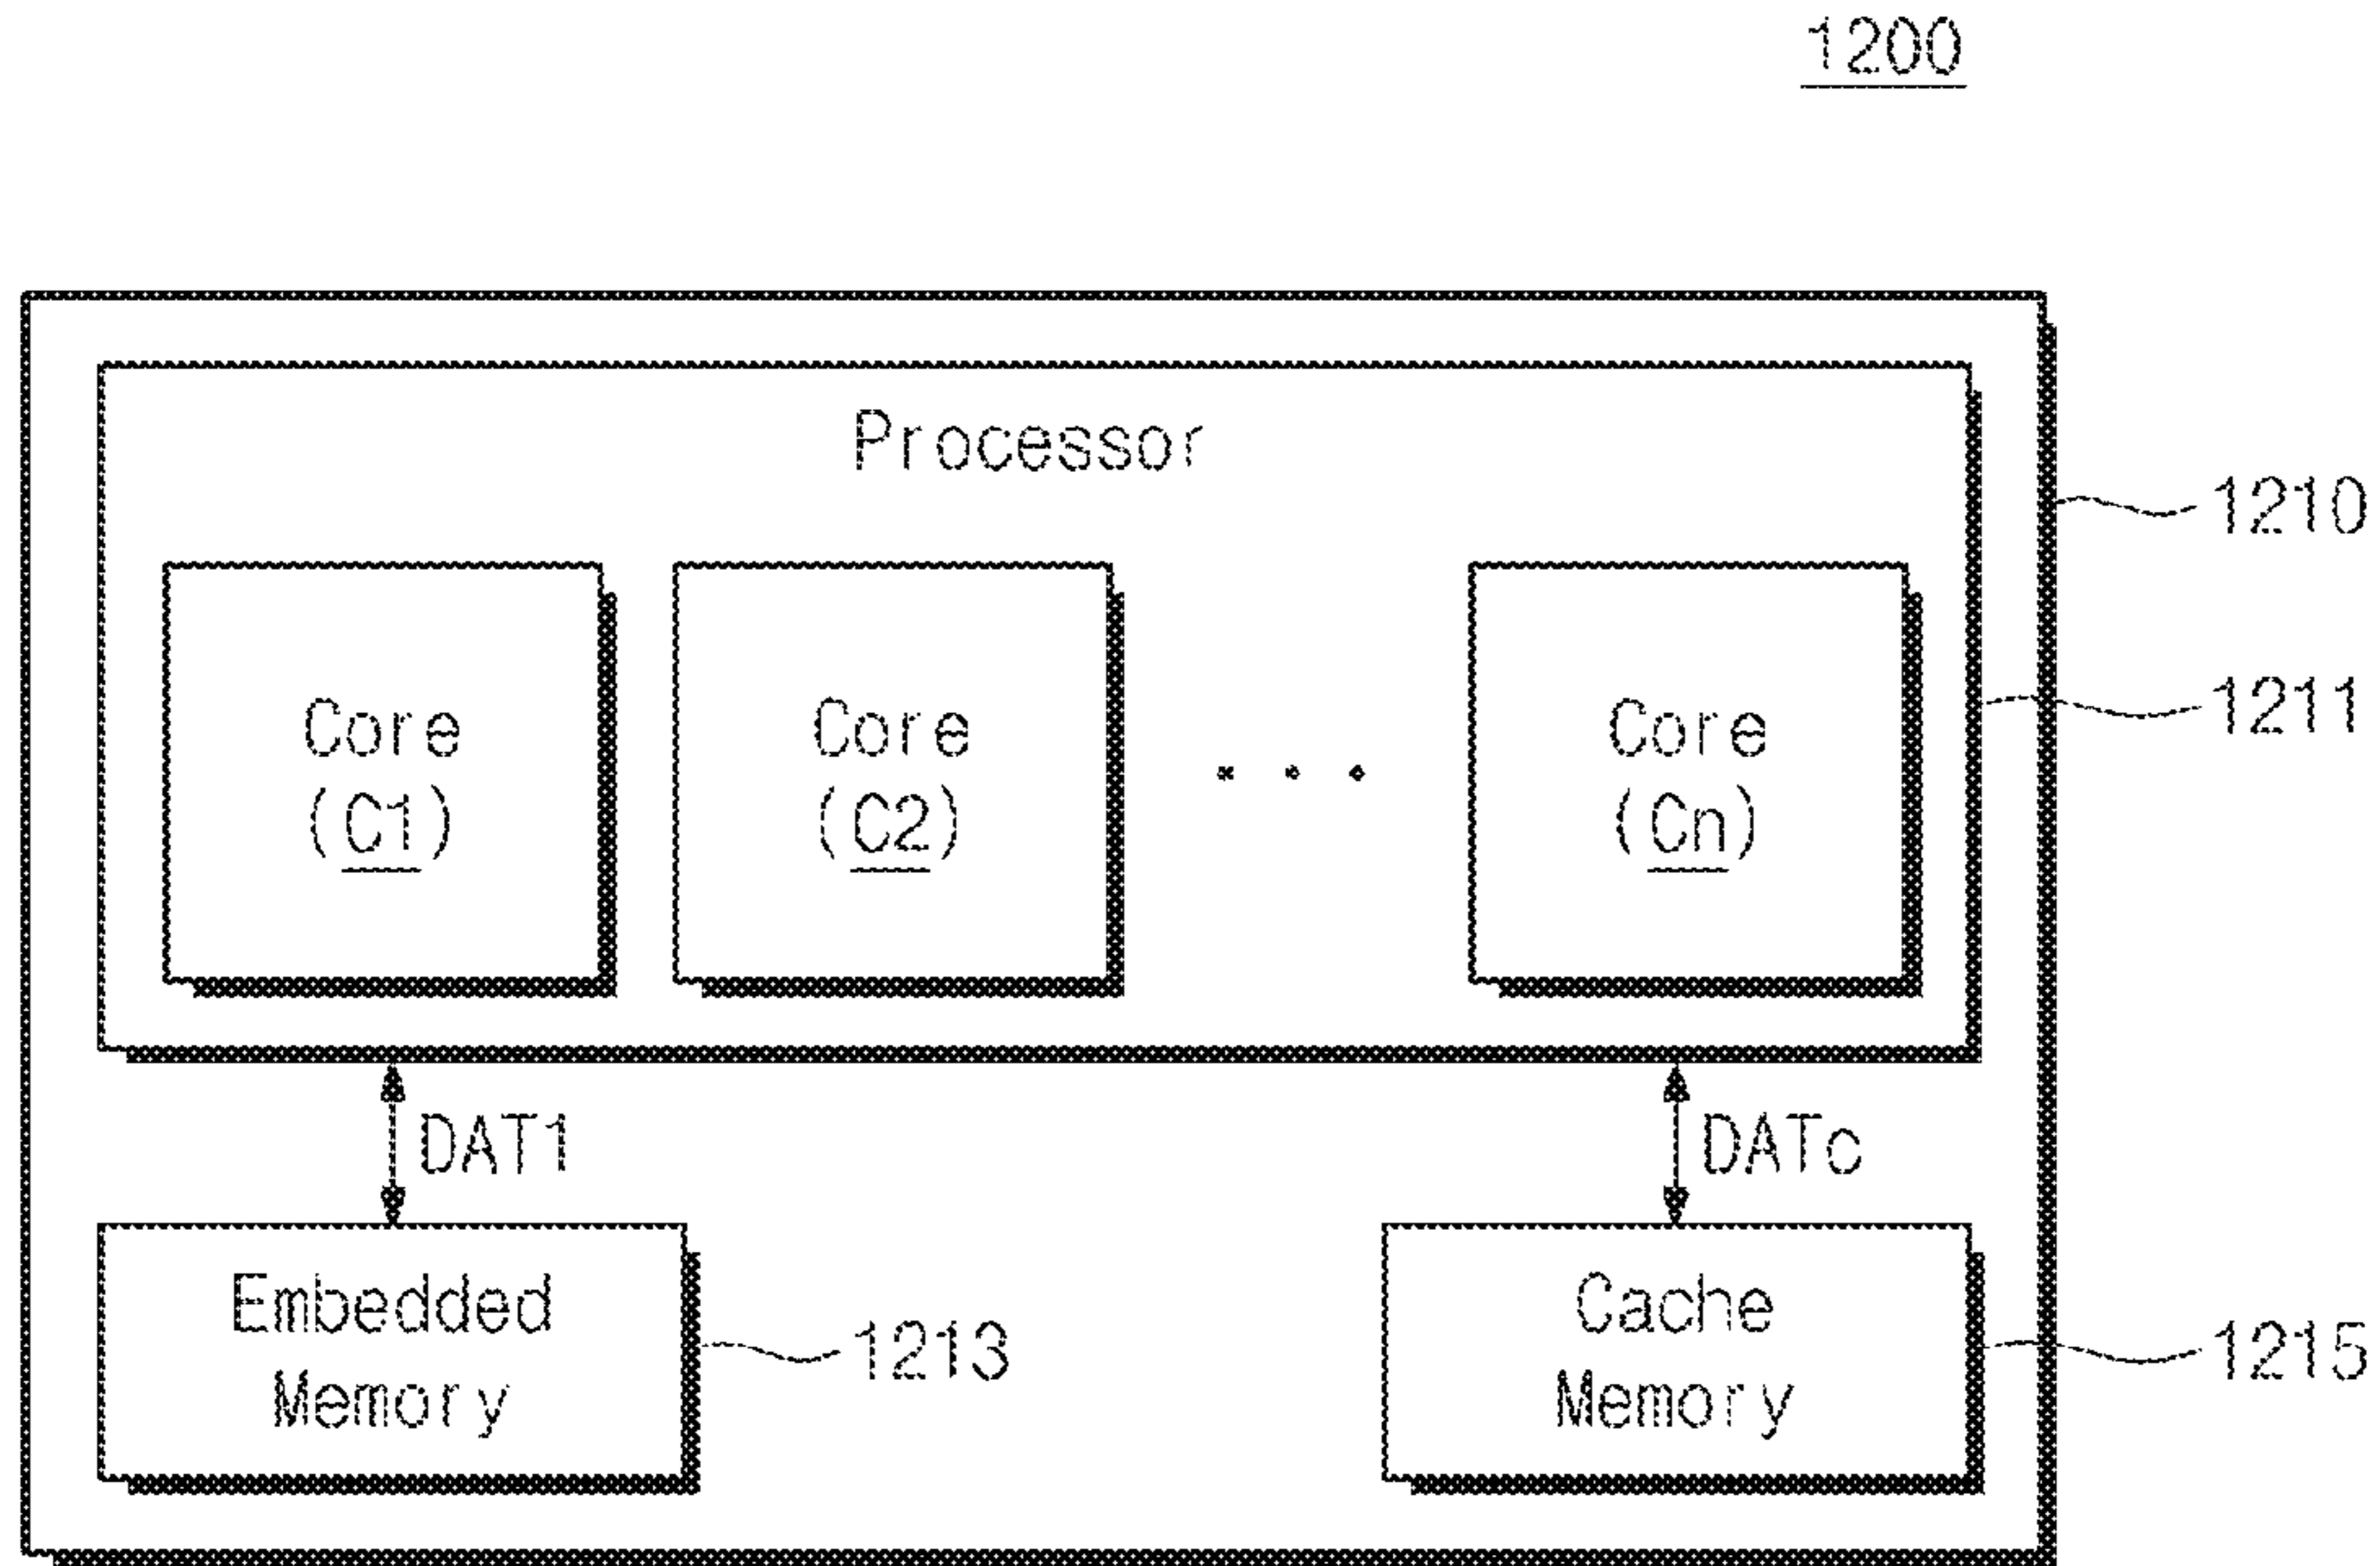 1200
Processor
1210
1211
Core
(C1)
Core
(C2)
. . .
Core
(Cn)
DAT1
DATc
Embedded
Memory
1213
Cache
Memory
1215